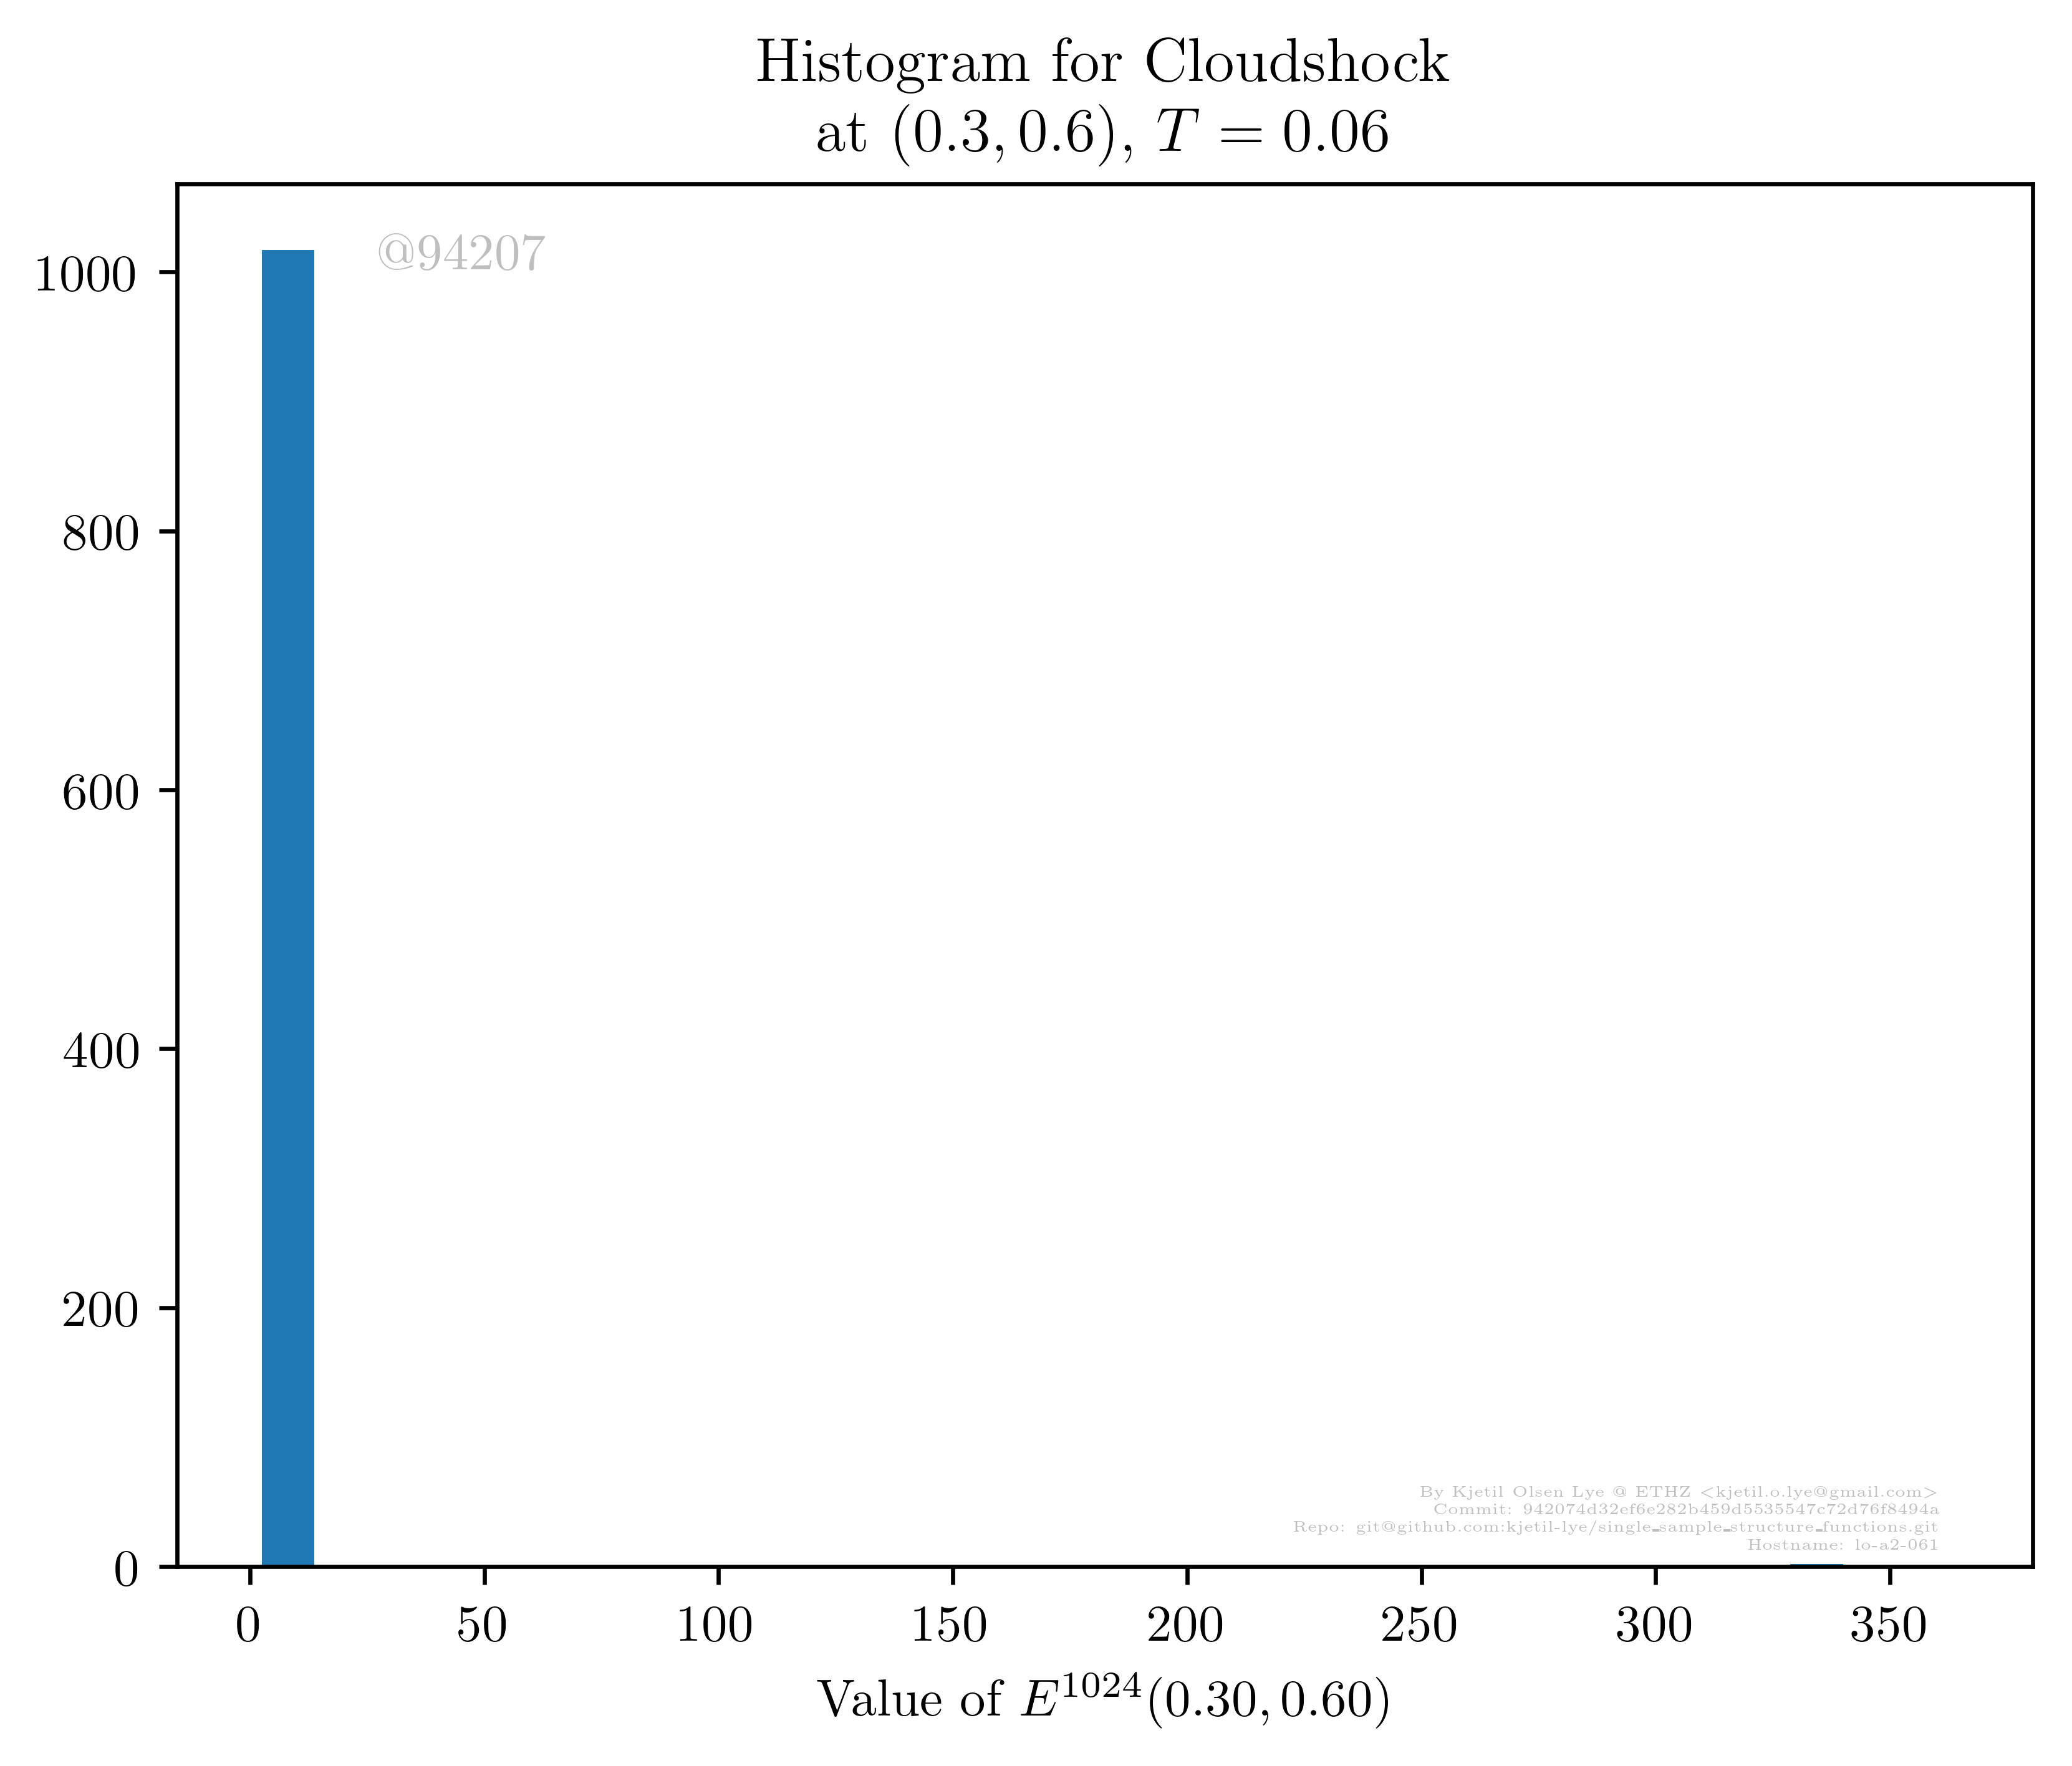 Histogram for Cloudshock
at (0.3, 0.6), T = 0.06
@94207
1000
800
600
400
200
0
By Kjetil Olsen Lye @ ETHZ <kjetil.o.lye@gmail.com>
Commit: 942074d32ef6e282b459d5535547c72d76f8494a
Repo: git@github.com:kjetil-lye/single_sample_structure_functions.git
Hostname: lo-a2-061
0 50 100 150 200 250 300 350
Value of E^1024(0.30, 0.60)